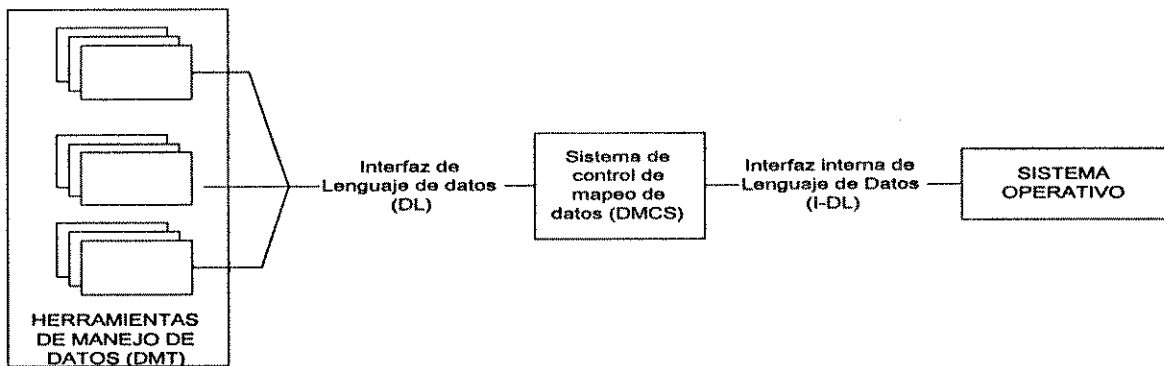 Interfaz de
Lenguaje de datos
(DL)
Sistema de
control de
mapeo de
datos (DMCS)
Interfaz interna de
Lenguaje de Datos
(I-DL)
SISTEMA
OPERATIVO
HERRAMIENTAS
DE MANEJO DE
DATOS (DMT)